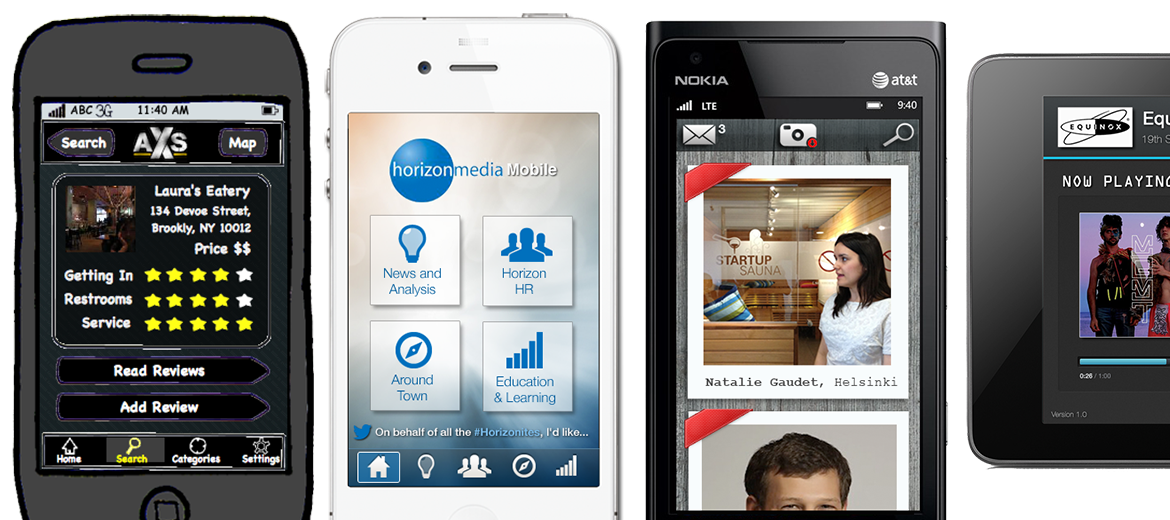 ABC 3G 11:40 AM
Search
AXS
Map
Laura's Eatery
134 Devoe Street,
Brookly, NY 10012
Price $$
Getting In
Restrooms
Service
Read Reviews
Add Review
Home
Search
Categories
Settings
horizonmedia Mobile
News and
Analysis
Horizon
HR
Around
Town
Education
& Learning
On behalf of all the #Horizonites, I'd like...
NOKIA
at&t
LTE
9:40
3
STARTUP
SAUNA
Natalie Gaudet, Helsinki
EQUINOX
Equ
19th S
NOW PLAYING
0:26 / 1:00
Version 1.0